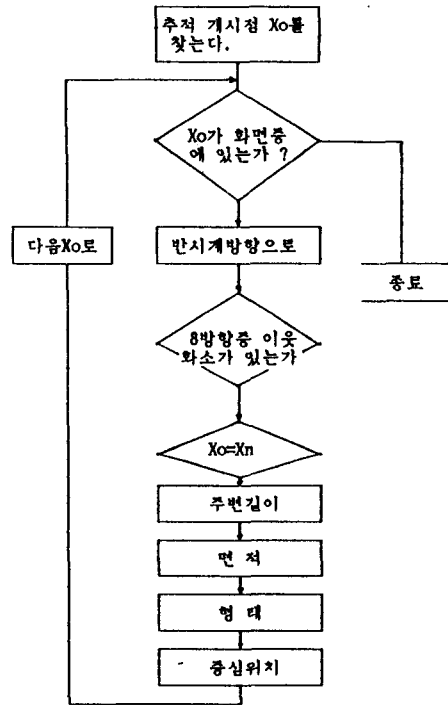 추적 개시점 Xo를
찾는다.
Xo가 화면중
에 있는가 ?
다음Xo로
반시계방향으로
종료
8방향중 이웃
화소가 있는가
Xo=Xn
주변길이
면 적
형 태
중심위치